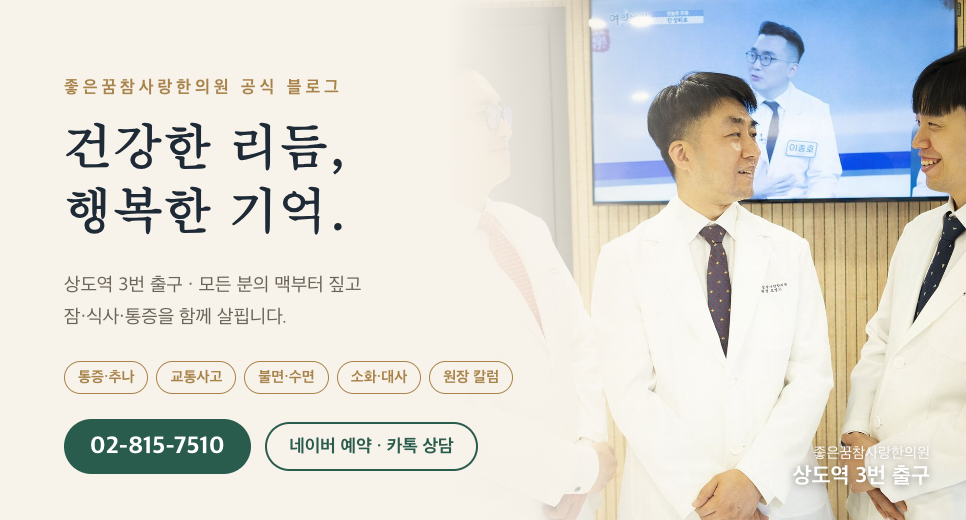 좋은꿈참사랑한의원 공식 블로그
건강한 리듬,
행복한 기억.
상도역 3번 출구 · 모든 분의 맥부터 짚고
잠·식사·통증을 함께 살핍니다.
통증·추나
교통사고
불면·수면
소화·대사
원장 칼럼
02-815-7510
네이버 예약 · 카톡 상담
이종호
좋은꿈참사랑한의원
상도역 3번 출구